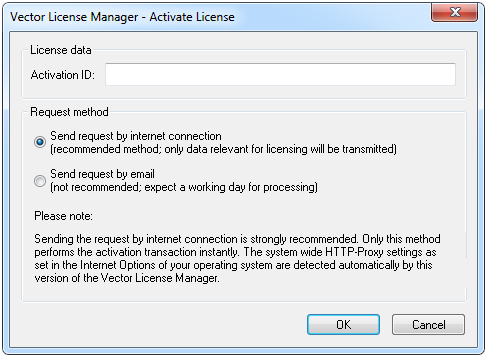 Vector License Manager - Activate License
License data
Activation ID:
Request method
Send request by internet connection
(recommended method; only data relevant for licensing will be transmitted)
Send request by email
(not recommended; expect a working day for processing)
Please note:
Sending the request by internet connection is strongly recommended. Only this method
performs the activation transaction instantly. The system wide HTTP-Proxy settings as
set in the Internet Options of your operating system are detected automatically by this
version of the Vector License Manager.
OK
Cancel